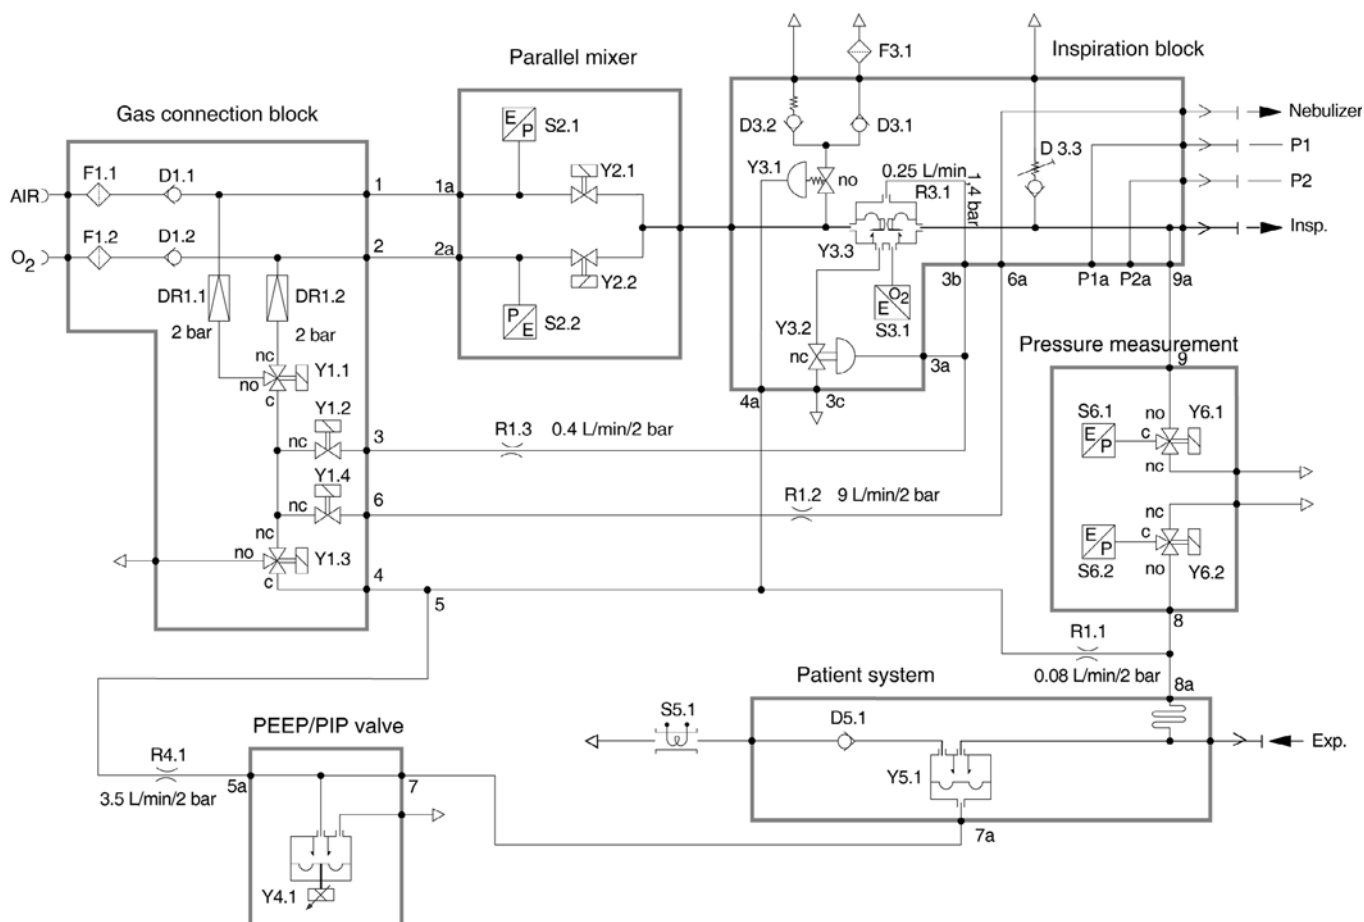 Parallel mixer
Inspiration block
Gas connection block
F3.1
D3.2
D3.1
Nebulizer
P1
P2
Insp.
D 3.3
E
P
S2.1
Y2.1
F1.1
D1.1
AIR
1
1a
Y3.1
no
0.25 L/min
1,4 bar
R3.1
F1.2
D1.2
O2
2
2a
Y3.3
Y2.2
DR1.1
DR1.2
2 bar
2 bar
P
E
S2.2
O2
E
S3.1
3b
6a
P1a
P2a
9a
Y3.2
nc
3a
4a
3c
nc
no
c
Y1.1
Pressure measurement
9
Y1.2
nc
3
R1.3
0.4 L/min/2 bar
S6.1
E
P
no
c
nc
Y6.1
Y1.4
nc
6
R1.2
9 L/min/2 bar
nc
no
c
Y1.3
4
5
nc
c
no
E
P
S6.2
Y6.2
8
R1.1
0.08 L/min/2 bar
8a
Patient system
S5.1
D5.1
Exp.
Y5.1
7a
PEEP/PIP valve
R4.1
3.5 L/min/2 bar
5a
7
Y4.1